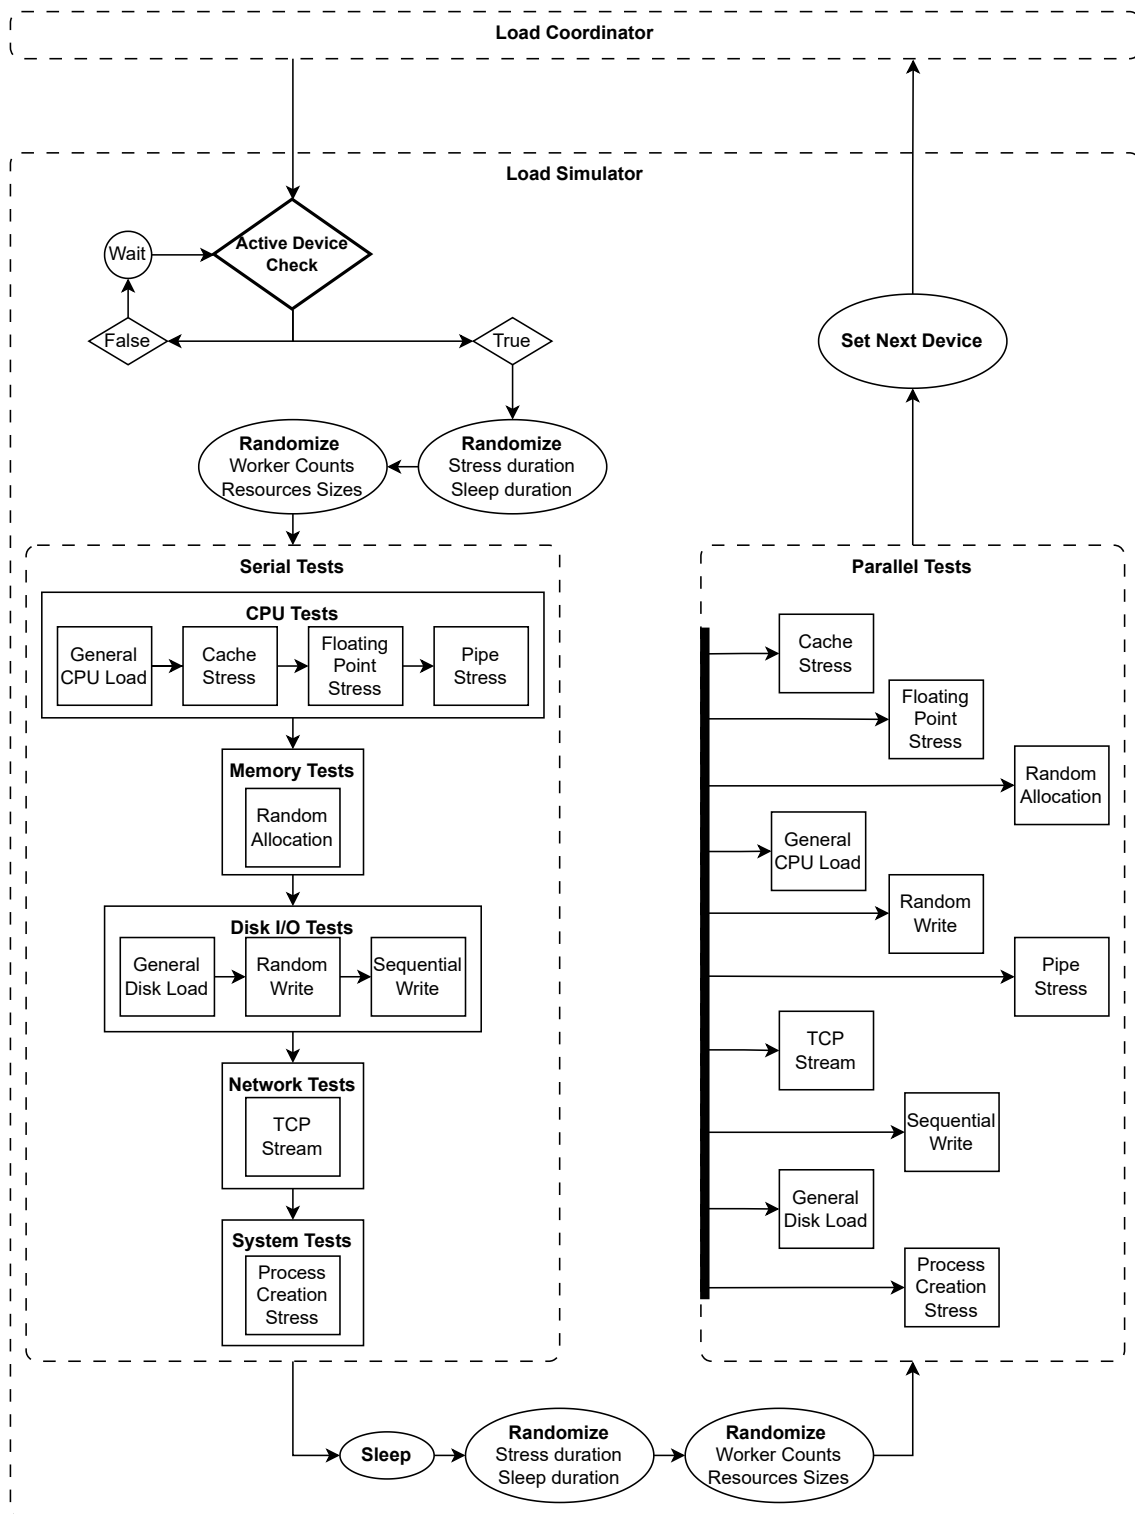 Load Coordinator
Load Simulator
Active Device
Check
Wait
False
True
Set Next Device
Randomize
Stress duration
Sleep duration
Randomize
Worker Counts
Resources Sizes
Serial Tests
CPU Tests
General
CPU Load
Cache
Stress
Floating
Point
Stress
Pipe
Stress
Memory Tests
Random
Allocation
Disk I/O Tests
General
Disk Load
Random
Write
Sequential
Write
Network Tests
TCP
Stream
System Tests
Process
Creation
Stress
Sleep
Randomize
Stress duration
Sleep duration
Randomize
Worker Counts
Resources Sizes
Parallel Tests
Cache
Stress
Floating
Point
Stress
Random
Allocation
General
CPU Load
Random
Write
Pipe
Stress
TCP
Stream
Sequential
Write
General
Disk Load
Process
Creation
Stress